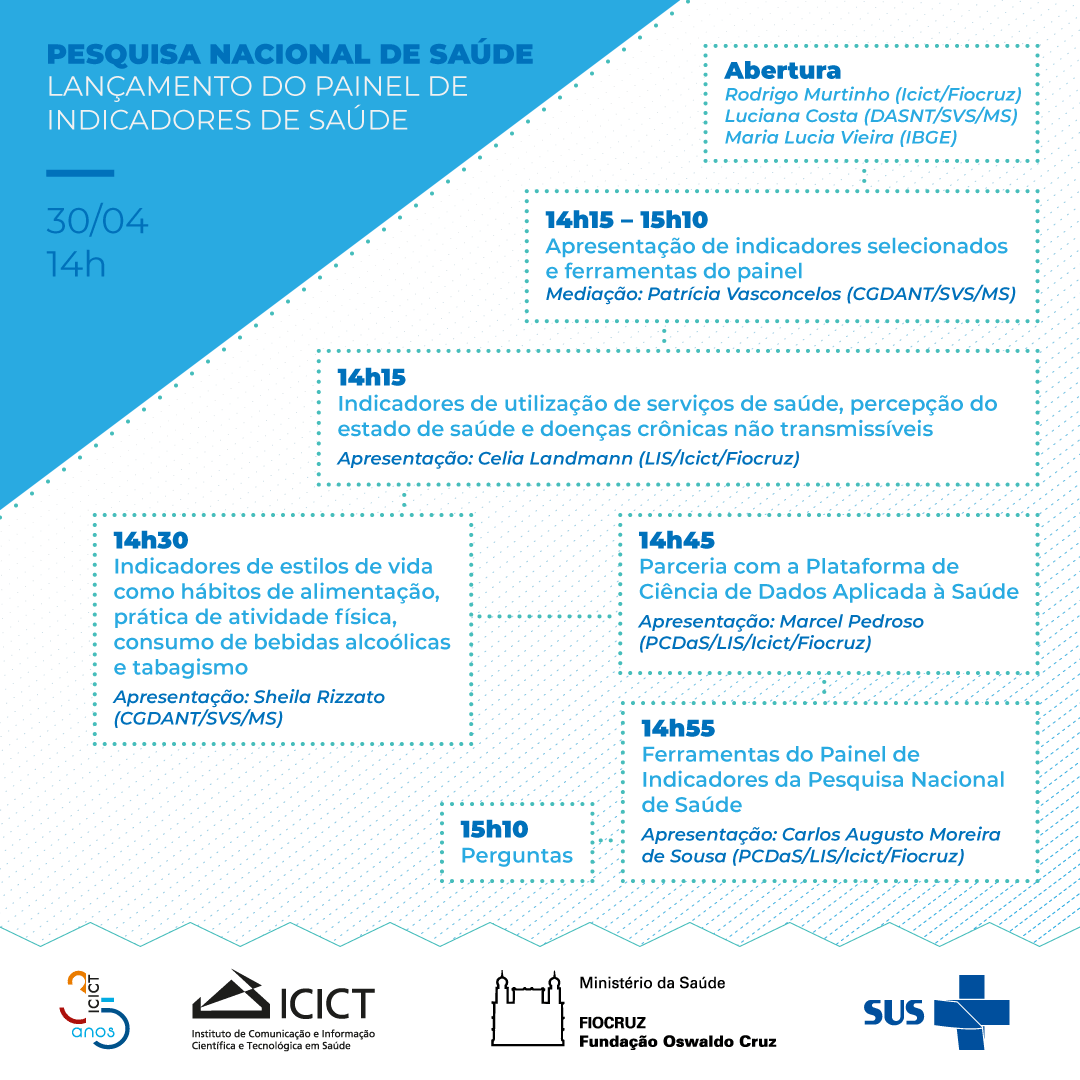 PESQUISA NACIONAL DE SAÚDE
LANÇAMENTO DO PAINEL DE
INDICADORES DE SAÚDE
30/04
14h
Abertura
Rodrigo Murtinho (Icict/Fiocruz)
Luciana Costa (DASNT/SVS/MS)
Maria Lucia Vieira (IBGE)
14h15 – 15h10
Apresentação de indicadores selecionados
e ferramentas do painel
Mediação: Patrícia Vasconcelos (CGDANT/SVS/MS)
14h15
Indicadores de utilização de serviços de saúde, percepção do
estado de saúde e doenças crônicas não transmissíveis
Apresentação: Celia Landmann (LIS/Icict/Fiocruz)
14h30
Indicadores de estilos de vida
como hábitos de alimentação,
prática de atividade física,
consumo de bebidas alcoólicas
e tabagismo
Apresentação: Sheila Rizzato
(CGDANT/SVS/MS)
14h45
Parceria com a Plataforma de
Ciência de Dados Aplicada à Saúde
Apresentação: Marcel Pedroso
(PCDaS/LIS/Icict/Fiocruz)
14h55
Ferramentas do Painel de
Indicadores da Pesquisa Nacional
de Saúde
Apresentação: Carlos Augusto Moreira
de Sousa (PCDaS/LIS/Icict/Fiocruz)
15h10
Perguntas
35
ICICT
anos
ICICT
Instituto de Comunicação e Informação
Científica e Tecnológica em Saúde
Ministério da Saúde
FIOCRUZ
Fundação Oswaldo Cruz
SUS